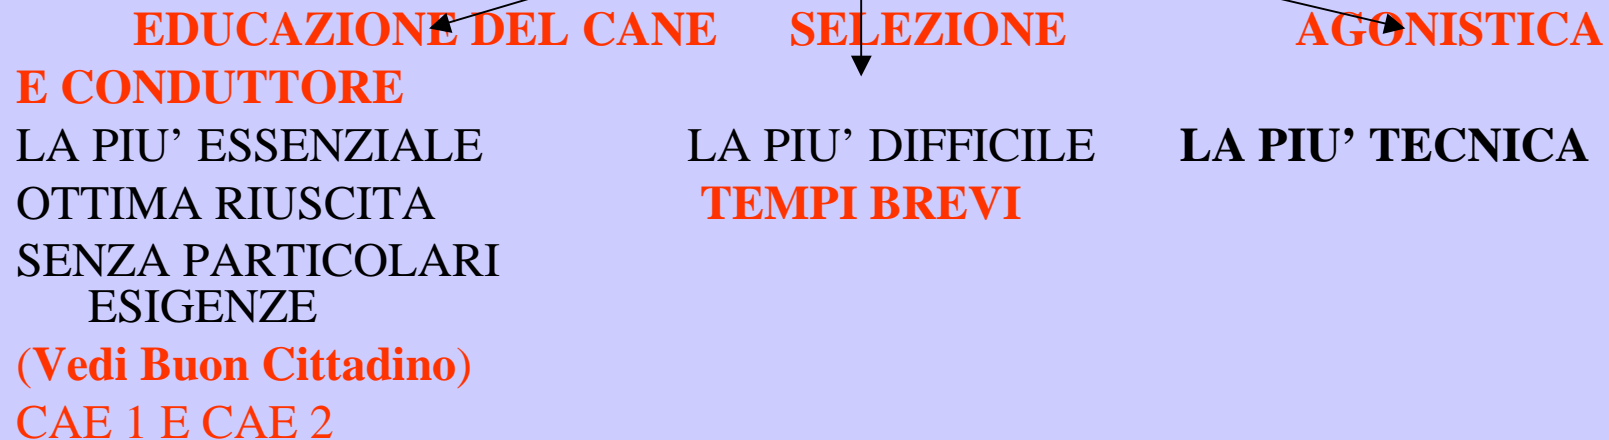 EDUCAZIONE DEL CANE SELEZIONE AGONISTICA
E CONDUTTORE
LA PIU’ ESSENZIALE LA PIU’ DIFFICILE LA PIU’ TECNICA
OTTIMA RIUSCITA TEMPI BREVI
SENZA PARTICOLARI
ESIGENZE
(Vedi Buon Cittadino)
CAE 1 E CAE 2